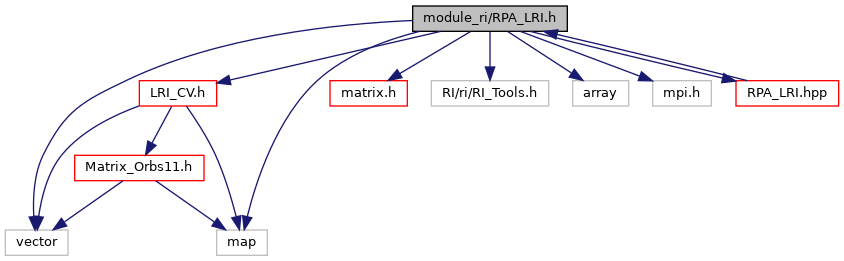 module_ri/RPA_LRI.h
LRI_CV.h
matrix.h
RI/ri/RI_Tools.h
array
mpi.h
RPA_LRI.hpp
Matrix_Orbs11.h
vector
map